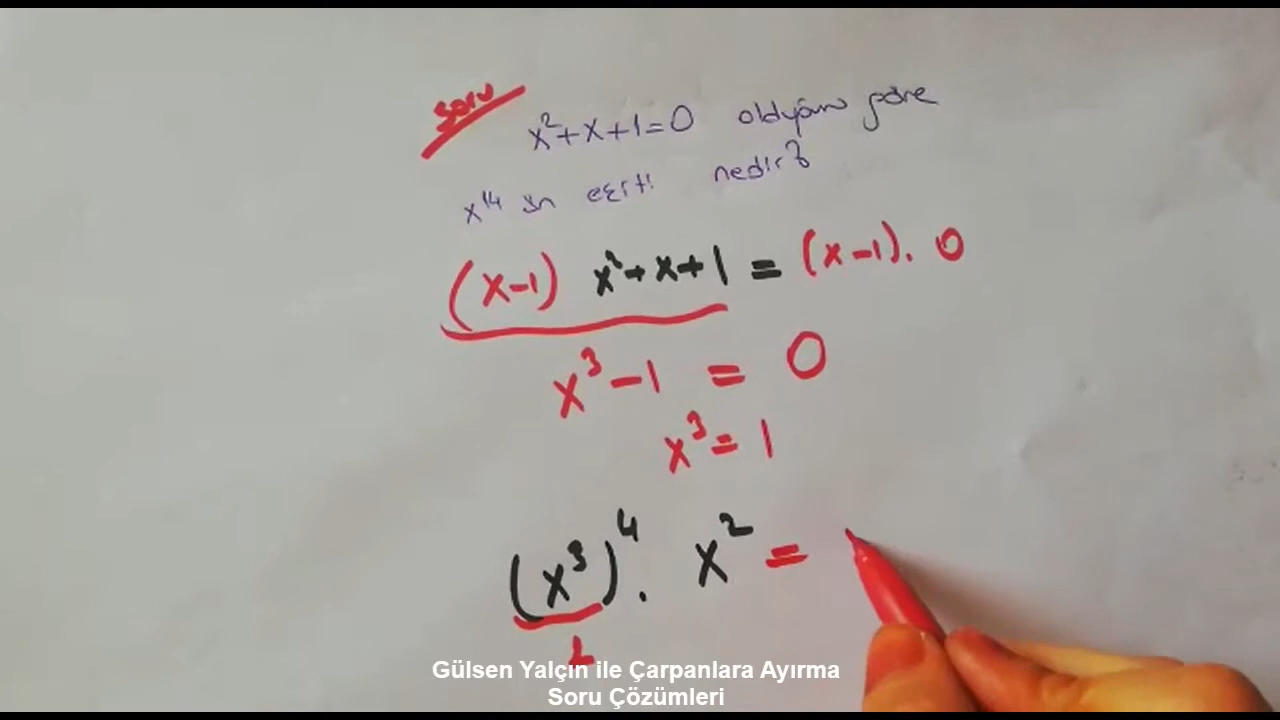 Soru
x²+x+1=0 olduğuna göre
x¹⁴ ün eşiti nedir?
(x-1) x²+x+1 = (x-1). 0
x³-1 = 0
x³ = 1
(x³)⁴. x² =
1
Gülsen Yalçın ile Çarpanlara Ayırma
Soru Çözümleri